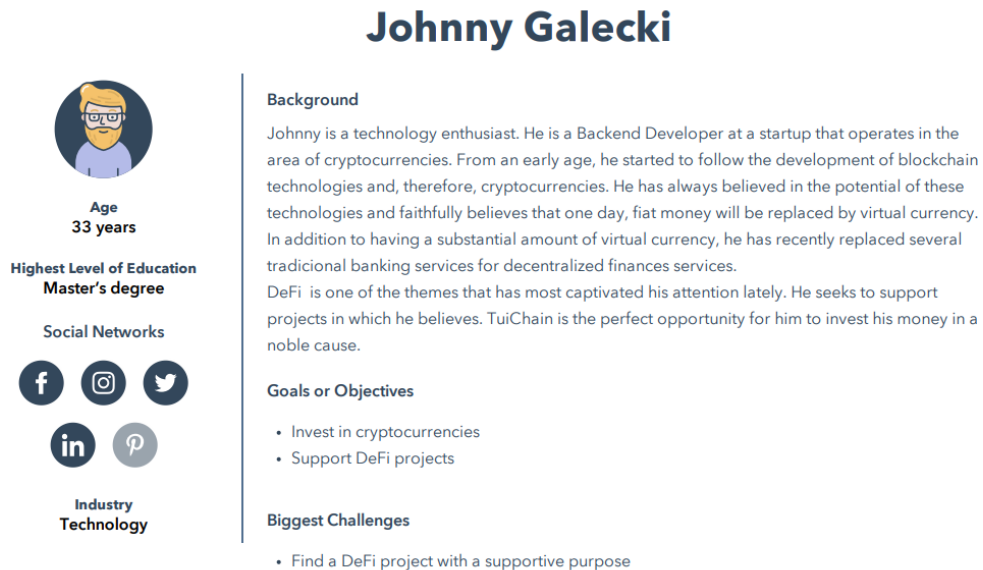 Johnny Galecki
Age
33 years
Highest Level of Education
Master's degree
Social Networks
in
Industry
Technology
Background
Johnny is a technology enthusiast. He is a Backend Developer at a startup that operates in the
area of cryptocurrencies. From an early age, he started to follow the development of blockchain
technologies and, therefore, cryptocurrencies. He has always believed in the potential of these
technologies and faithfully believes that one day, fiat money will be replaced by virtual currency.
In addition to having a substantial amount of virtual currency, he has recently replaced several
tradicional banking services for decentralized finances services.
DeFi  is one of the themes that has most captivated his attention lately. He seeks to support
projects in which he believes. TuiChain is the perfect opportunity for him to invest his money in a
noble cause.
Goals or Objectives
• Invest in cryptocurrencies
• Support DeFi projects
Biggest Challenges
• Find a DeFi project with a supportive purpose